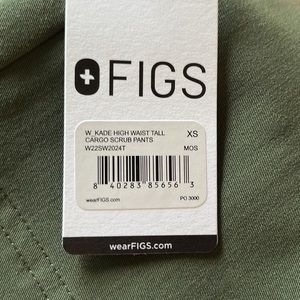 FIGS
W_KADE HIGH WAIST TALL XS
CARGO SCRUB PANTS
W22SW2024T MOS
8 40283 85656 3
wearFIGS.com PO 3000
wearFIGS.com